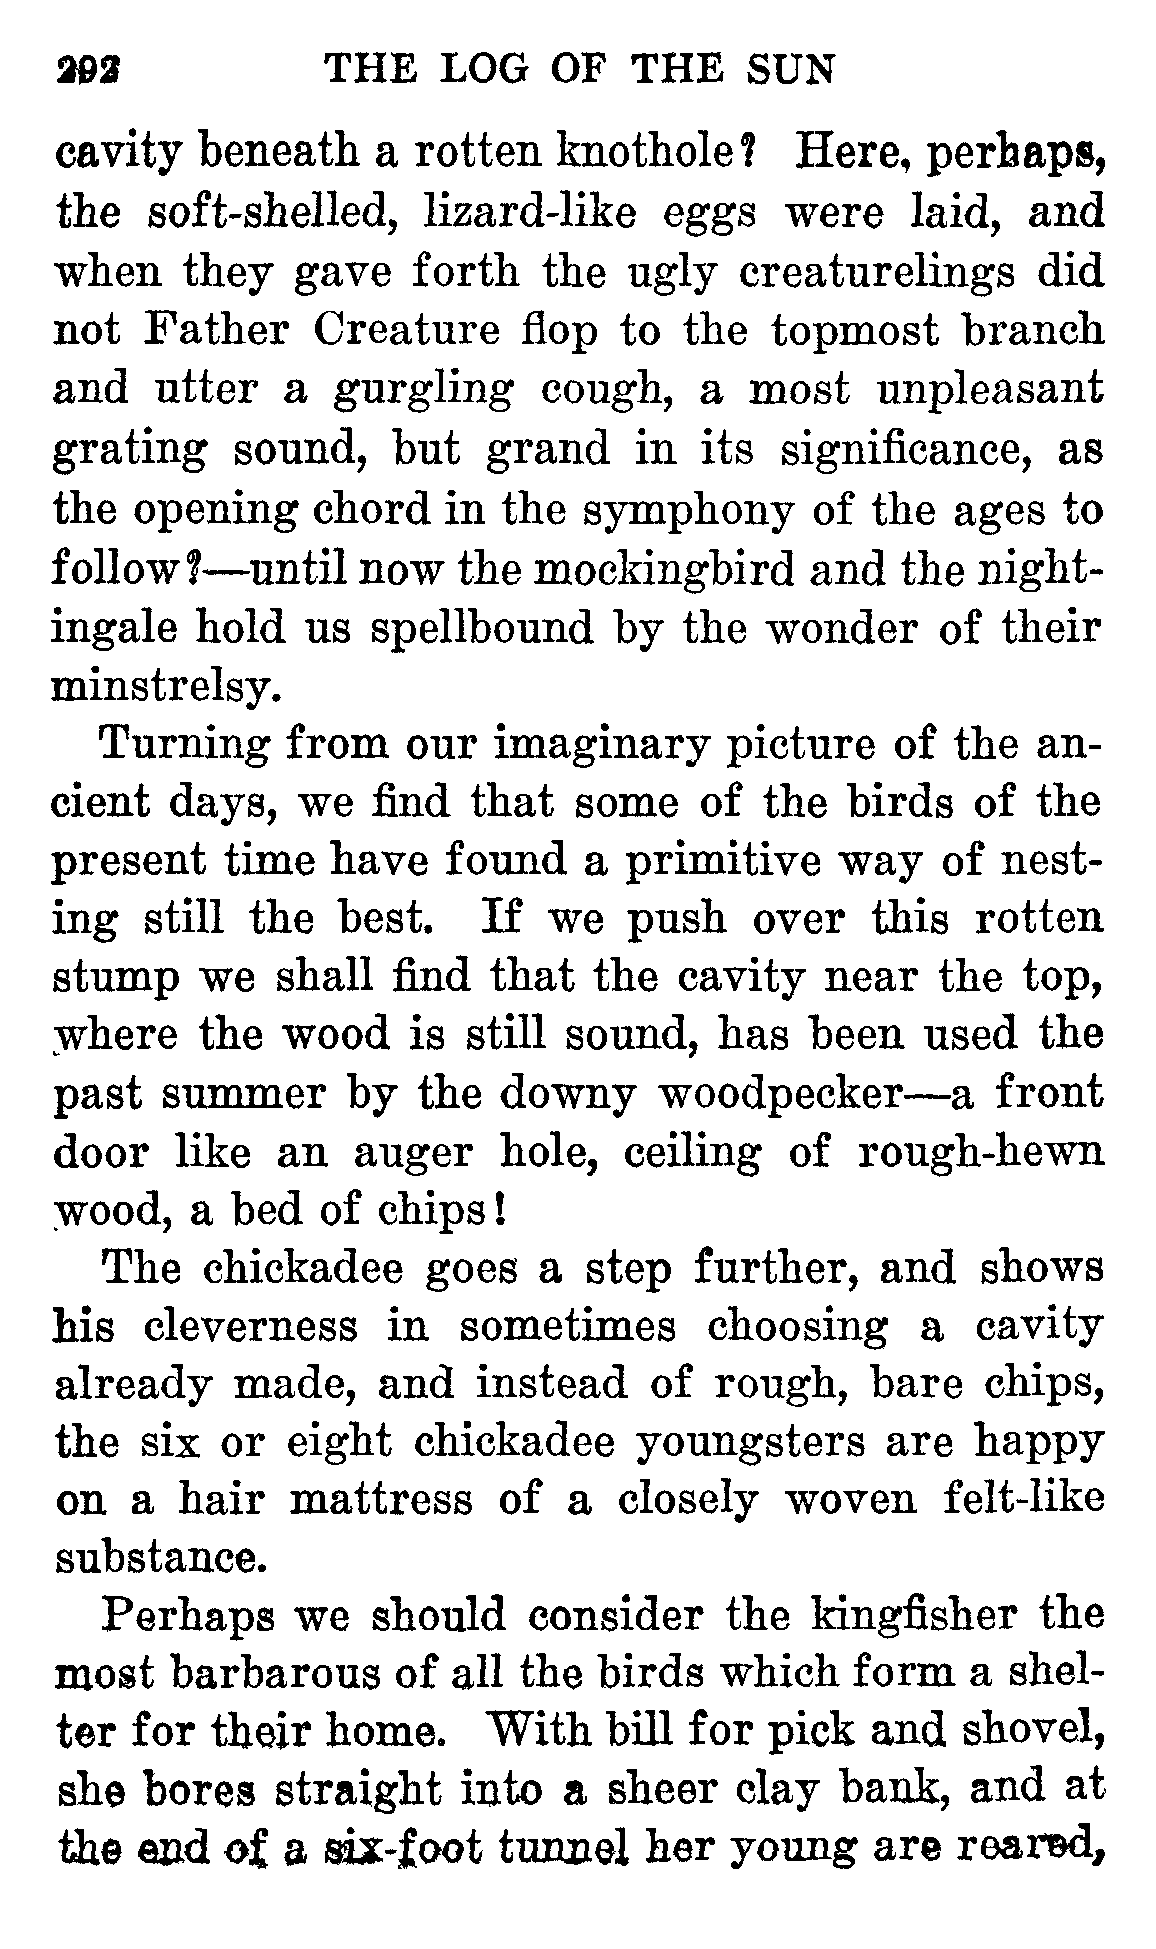 292 THE LOG OF THE SUN
cavity beneath a rotten knothole? Here, perhaps,
the soft-shelled, lizard-like eggs were laid, and
when they gave forth the ugly creaturelings did
not Father Creature flop to the topmost branch
and utter a gurgling cough, a most unpleasant
grating sound, but grand in its significance, as
the opening chord in the symphony of the ages to
follow?—until now the mockingbird and the night-
ingale hold us spellbound by the wonder of their
minstrelsy.
Turning from our imaginary picture of the an-
cient days, we find that some of the birds of the
present time have found a primitive way of nest-
ing still the best. If we push over this rotten
stump we shall find that the cavity near the top,
where the wood is still sound, has been used the
past summer by the downy woodpecker—a front
door like an auger hole, ceiling of rough-hewn
wood, a bed of chips!
The chickadee goes a step further, and shows
his cleverness in sometimes choosing a cavity
already made, and instead of rough, bare chips,
the six or eight chickadee youngsters are happy
on a hair mattress of a closely woven felt-like
substance.
Perhaps we should consider the kingfisher the
most barbarous of all the birds which form a shel-
ter for their home. With bill for pick and shovel,
she bores straight into a sheer clay bank, and at
the end of a six-foot tunnel her young are reared,